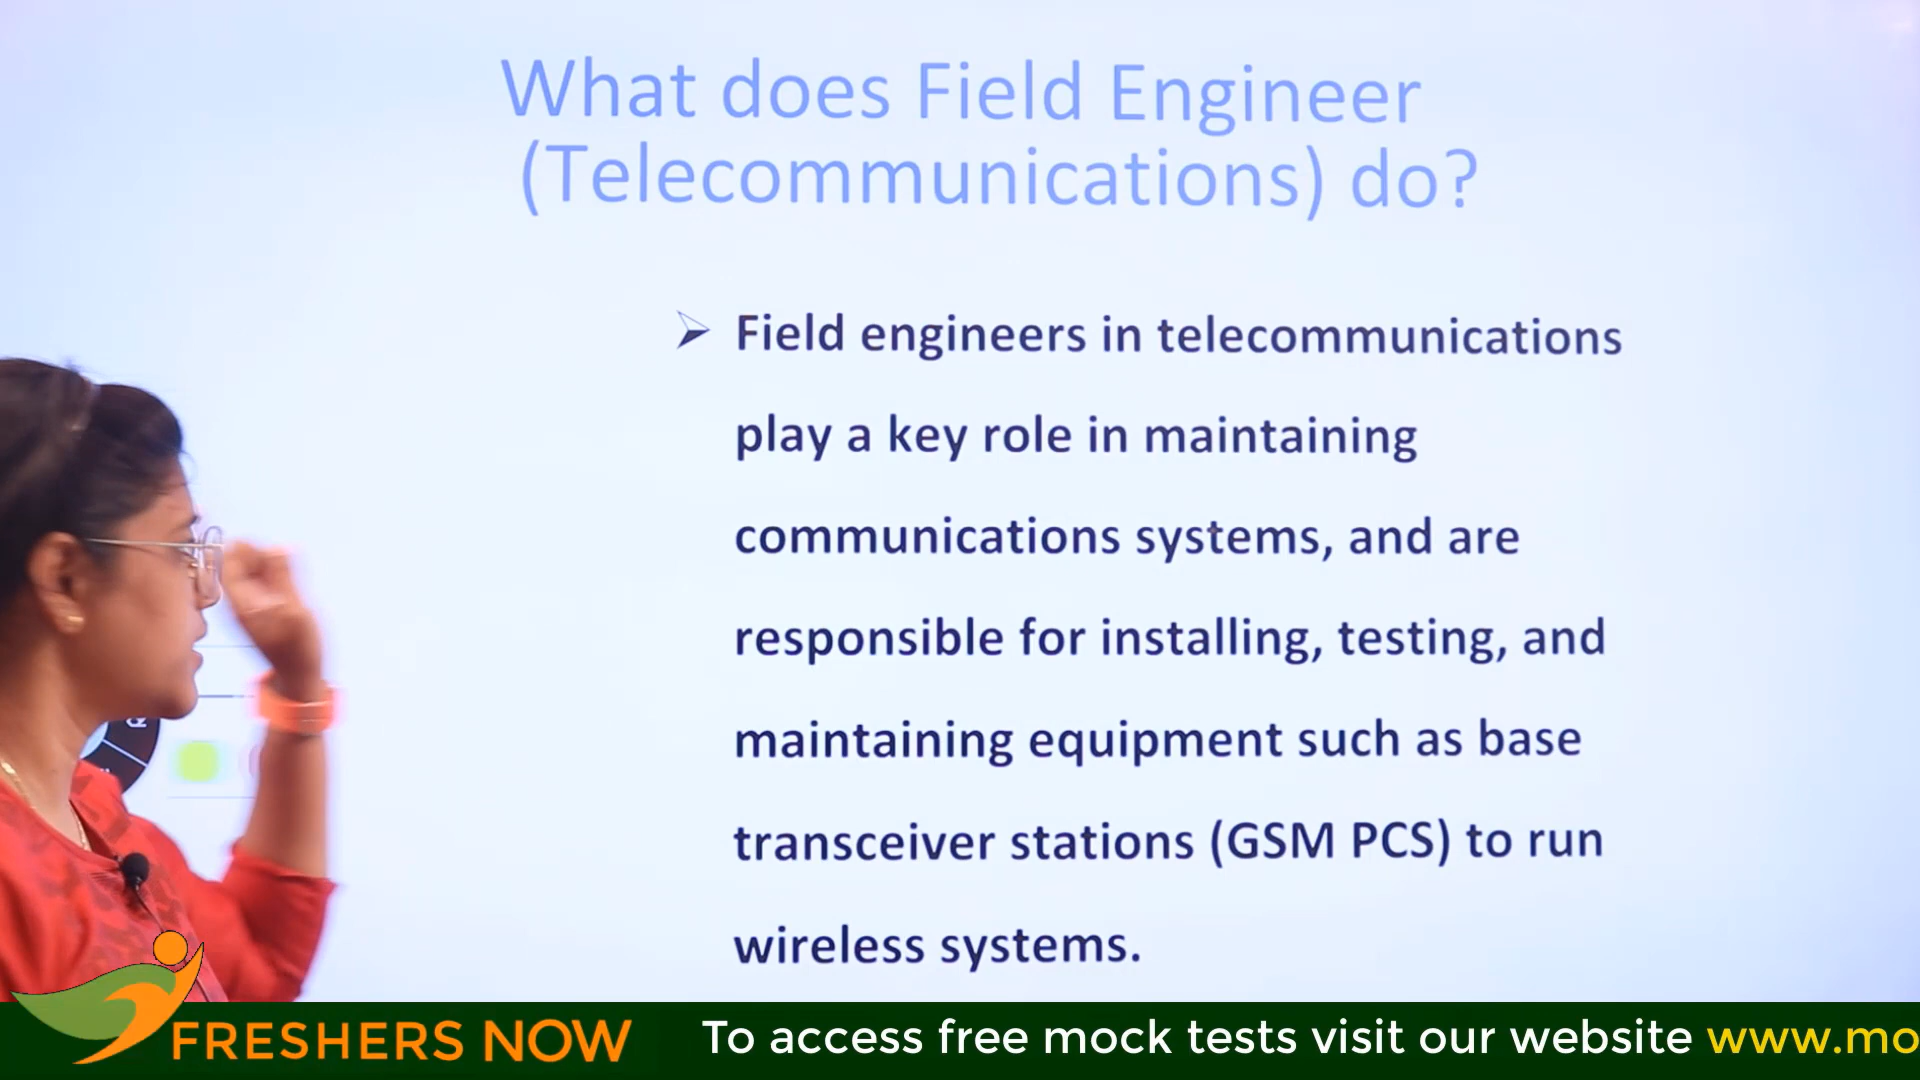 What does Field Engineer
(Telecommunications) do?
Field engineers in telecommunications
play a key role in maintaining
communications systems, and are
responsible for installing, testing, and
maintaining equipment such as base
transceiver stations (GSM PCS) to run
wireless systems.
FRESHERS NOW
To access free mock tests visit our website www.mo